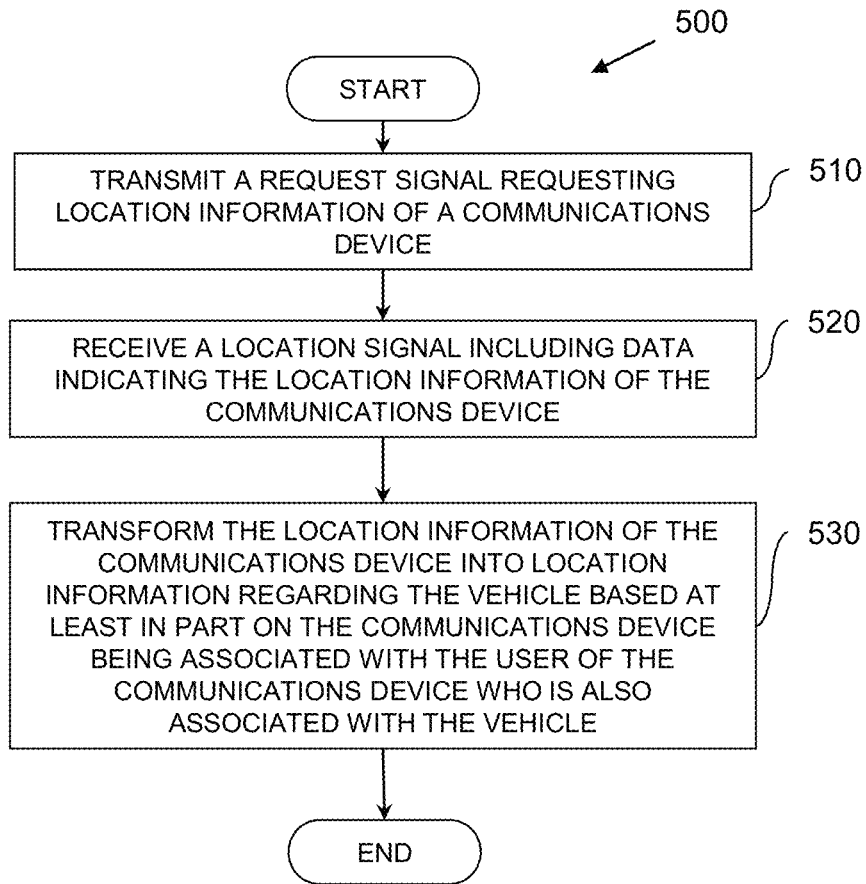 500
START
TRANSMIT A REQUEST SIGNAL REQUESTING
LOCATION INFORMATION OF A COMMUNICATIONS
DEVICE
510
RECEIVE A LOCATION SIGNAL INCLUDING DATA
INDICATING THE LOCATION INFORMATION OF THE
COMMUNICATIONS DEVICE
520
TRANSFORM THE LOCATION INFORMATION OF THE
COMMUNICATIONS DEVICE INTO LOCATION
INFORMATION REGARDING THE VEHICLE BASED AT
LEAST IN PART ON THE COMMUNICATIONS DEVICE
BEING ASSOCIATED WITH THE USER OF THE
COMMUNICATIONS DEVICE WHO IS ALSO
ASSOCIATED WITH THE VEHICLE
530
END